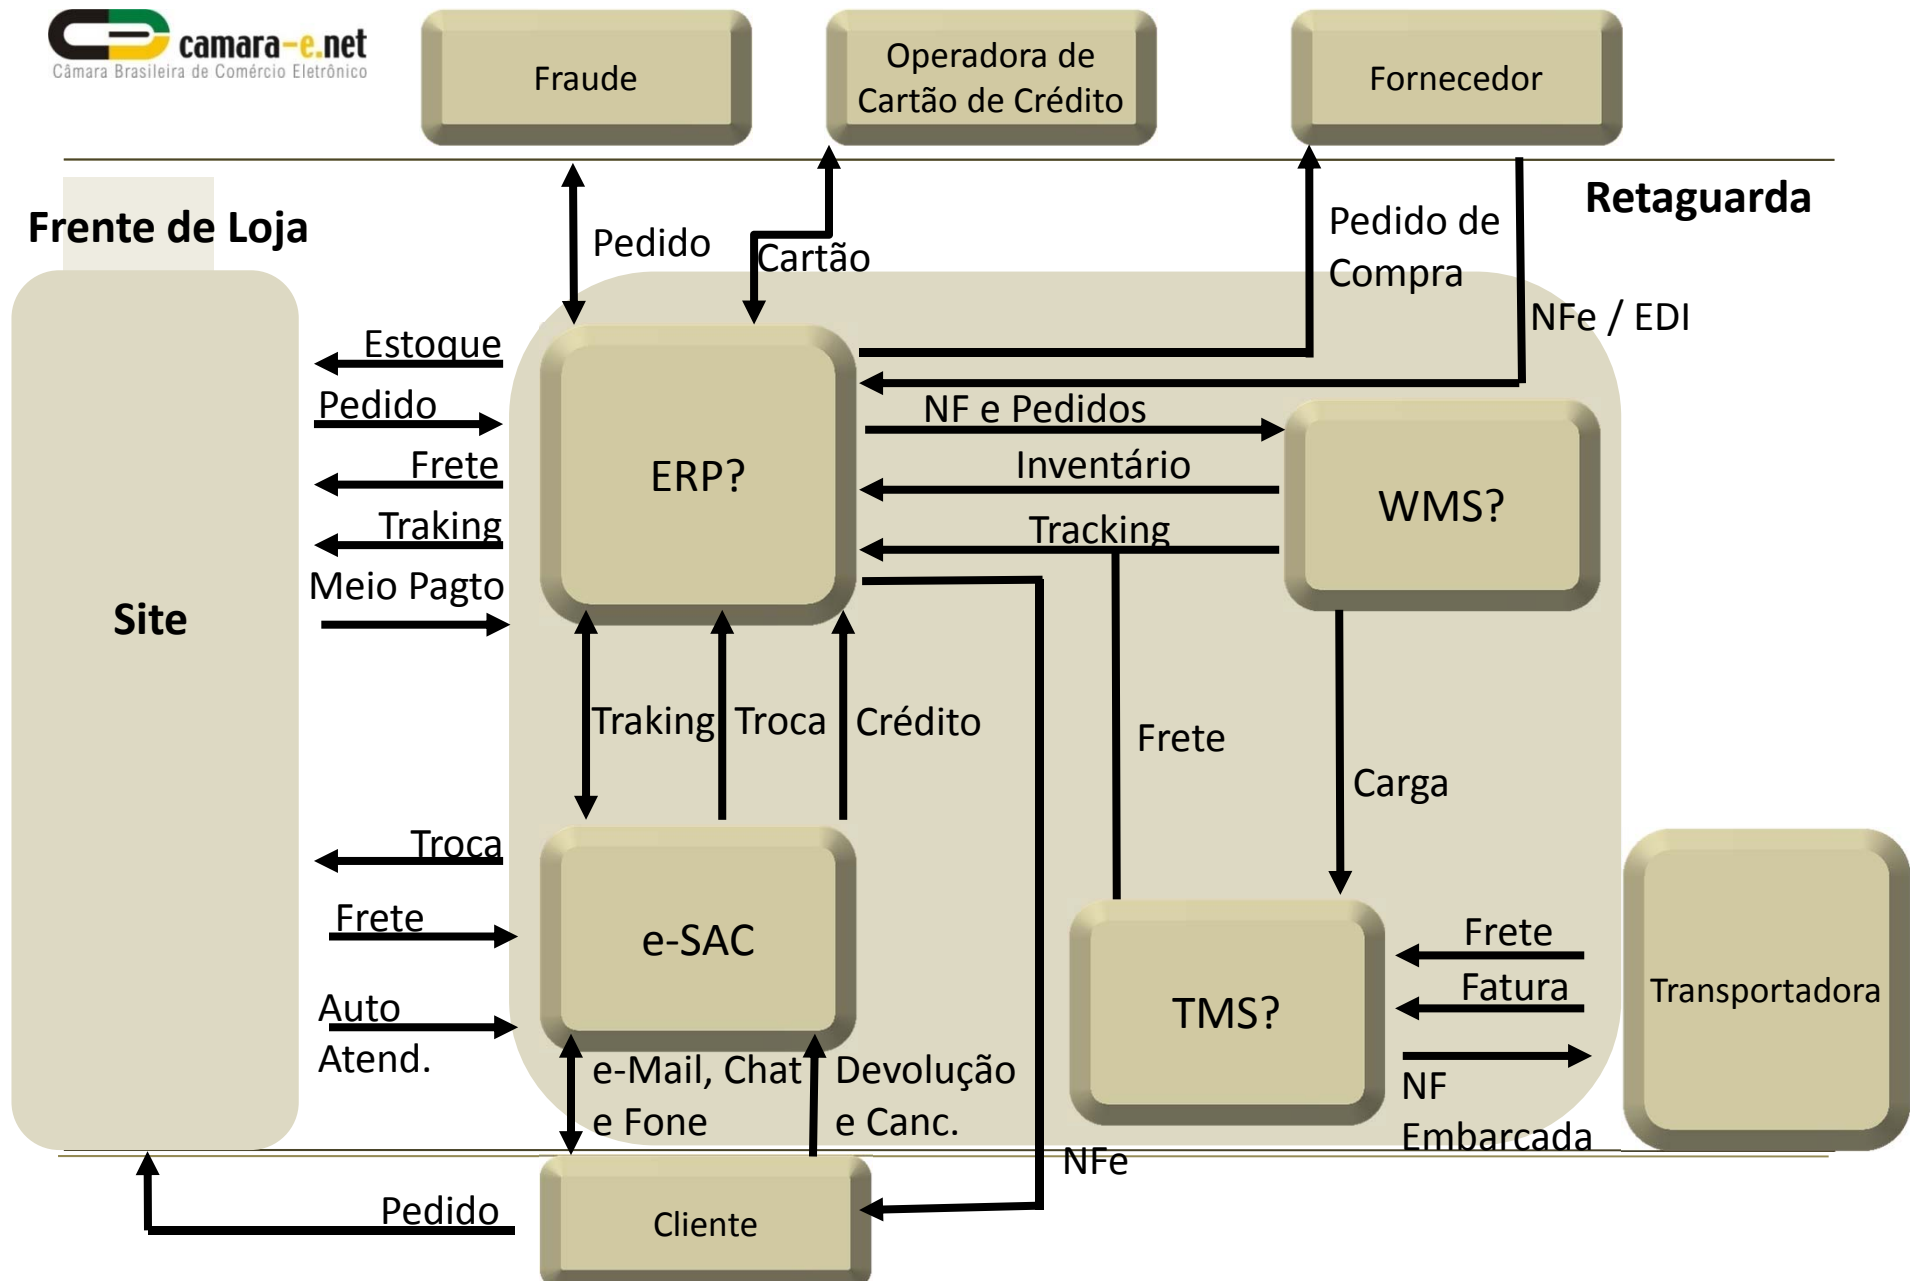 camara-e.net
Câmara Brasileira de Comércio Eletrônico
Fraude
Operadora de
Cartão de Crédito
Fornecedor
Frente de Loja
Retaguarda
Pedido
Cartão
Pedido de
Compra
NFe / EDI
Estoque
Pedido
Frete
Traking
Meio Pagto
Site
ERP?
NF e Pedidos
Inventário
Tracking
WMS?
Traking
Troca
Crédito
Frete
Carga
Troca
Frete
Auto
Atend.
e-SAC
TMS?
Frete
Fatura
NF
Embarcada
Transportadora
e-Mail, Chat
e Fone
Devolução
e Canc.
NFe
Pedido
Cliente